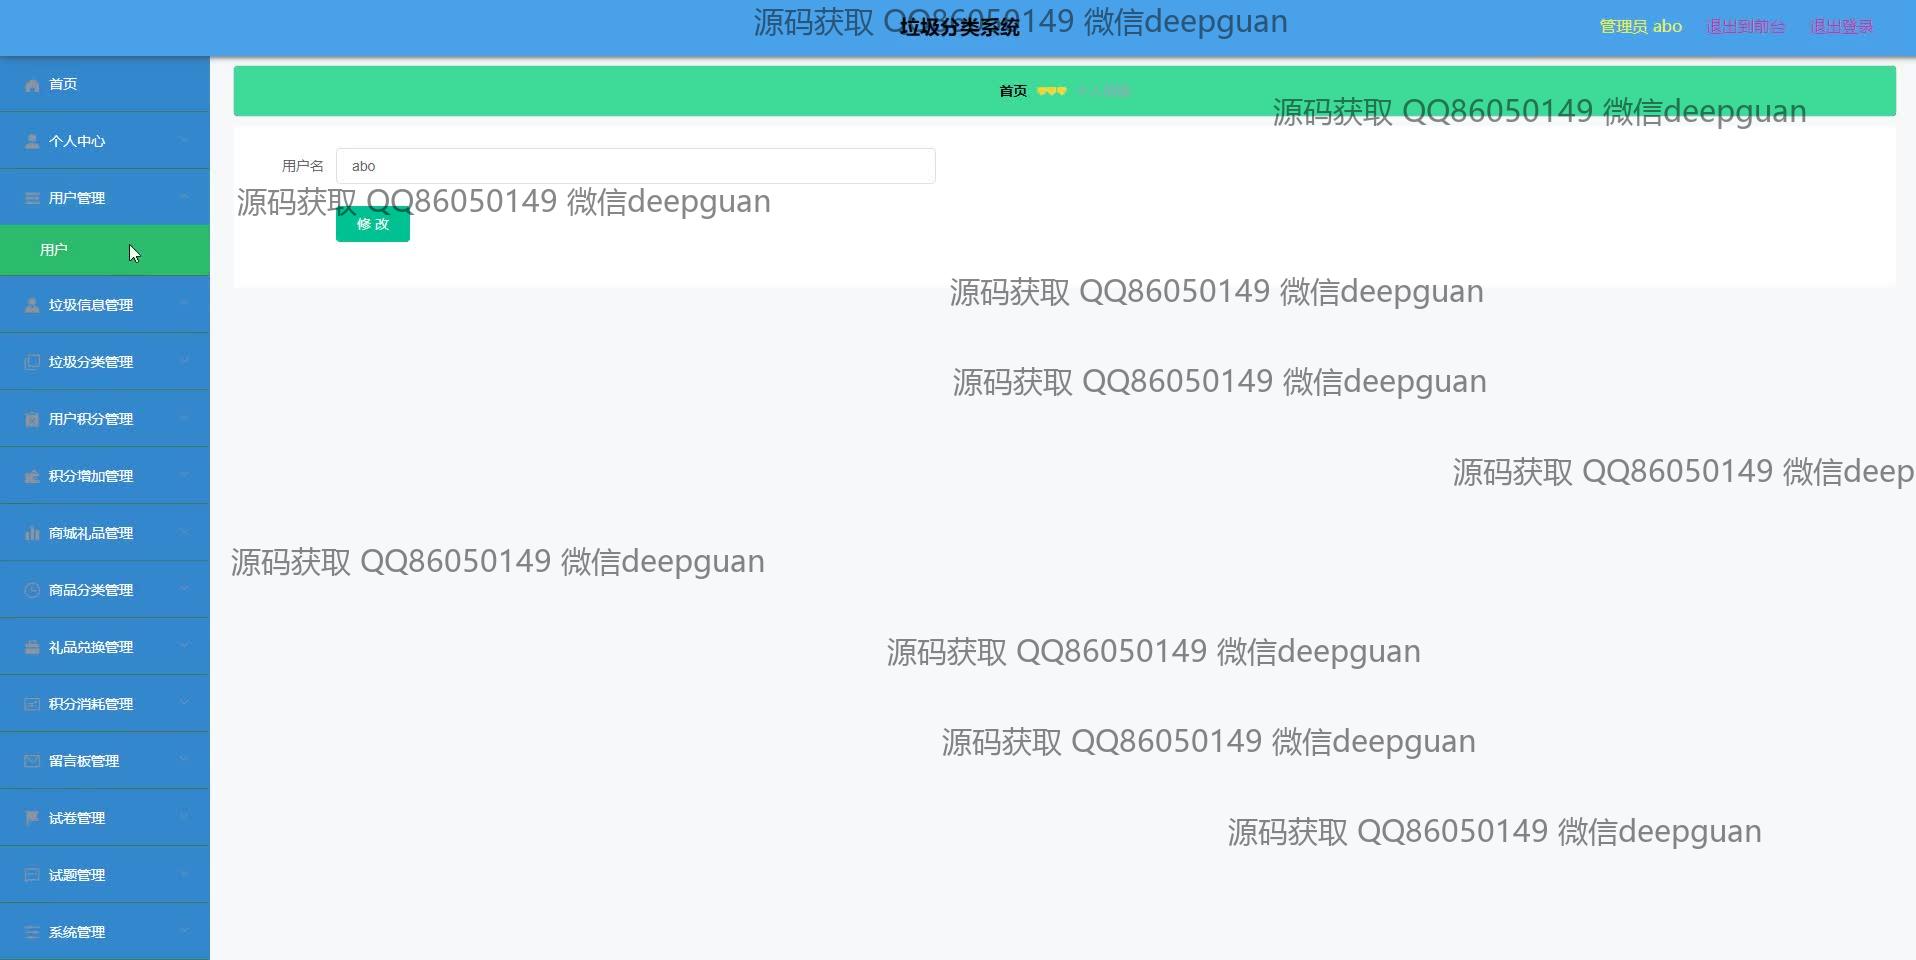 源码获取 QQ86050149 微信deepguan
垃圾分类系统
管理员 abo
退出到前台
退出登录
首页
首页
个人信息
源码获取 QQ86050149 微信deepguan
个人中心
用户名
abo
用户管理
源码获取 QQ86050149 微信deepguan
修 改
用户
源码获取 QQ86050149 微信deepguan
垃圾信息管理
垃圾分类管理
源码获取 QQ86050149 微信deepguan
用户积分管理
积分增加管理
源码获取 QQ86050149 微信deep
商城礼品管理
源码获取 QQ86050149 微信deepguan
商品分类管理
礼品兑换管理
源码获取 QQ86050149 微信deepguan
积分消耗管理
源码获取 QQ86050149 微信deepguan
留言板管理
试卷管理
源码获取 QQ86050149 微信deepguan
试题管理
系统管理